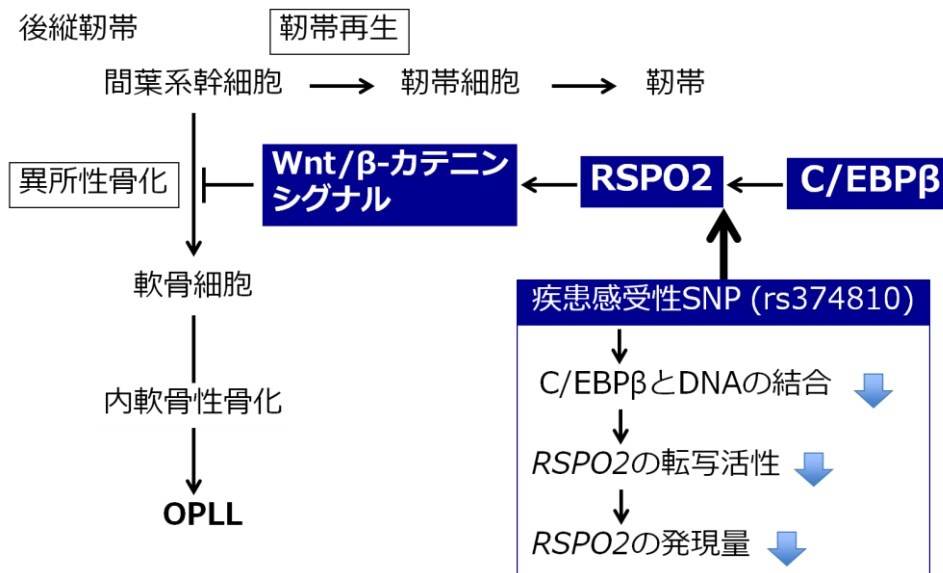 後縦靭帯
靭帯再生
間葉系幹細胞
靭帯細胞
靭帯
異所性骨化
Wnt/β-カテニン
シグナル
RSPO2
C/EBPβ
軟骨細胞
内軟骨性骨化
OPLL
疾患感受性SNP (rs374810)
C/EBPβとDNAの結合
RSPO2の転写活性
RSPO2の発現量